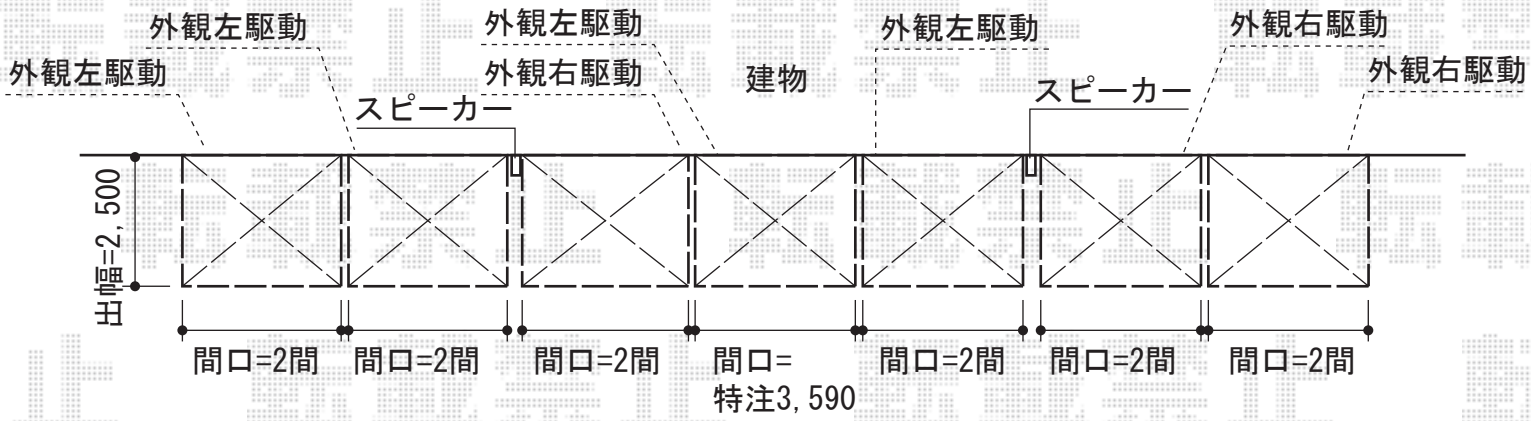 外観左駆動
外観左駆動
外観左駆動
外観右駆動
建物
外観左駆動
外観右駆動
外観右駆動
スピーカー
スピーカー
出幅=2,500
間口=2間
間口=2間
間口=2間
間口=
特注3,590
間口=2間
間口=2間
間口=2間